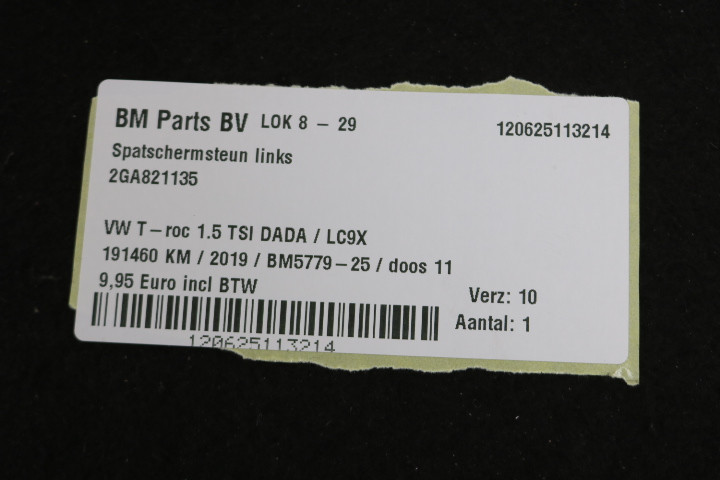 BM Parts BV LOK 8 - 29
120625113214
Spatschermsteun links
2GA821135
VW T-roc 1.5 TSI DADA / LC9X
191460 KM / 2019 / BM5779-25 / doos 11
9,95 Euro incl BTW
Verz: 10
Aantal: 1
120625113214